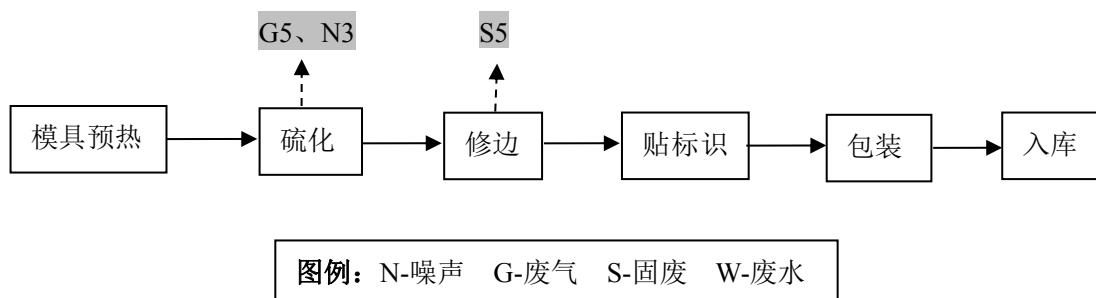 G5、N3
S5
模具预热
硫化
修边
贴标识
包装
入库
图例：N-噪声 G-废气 S-固废 W-废水